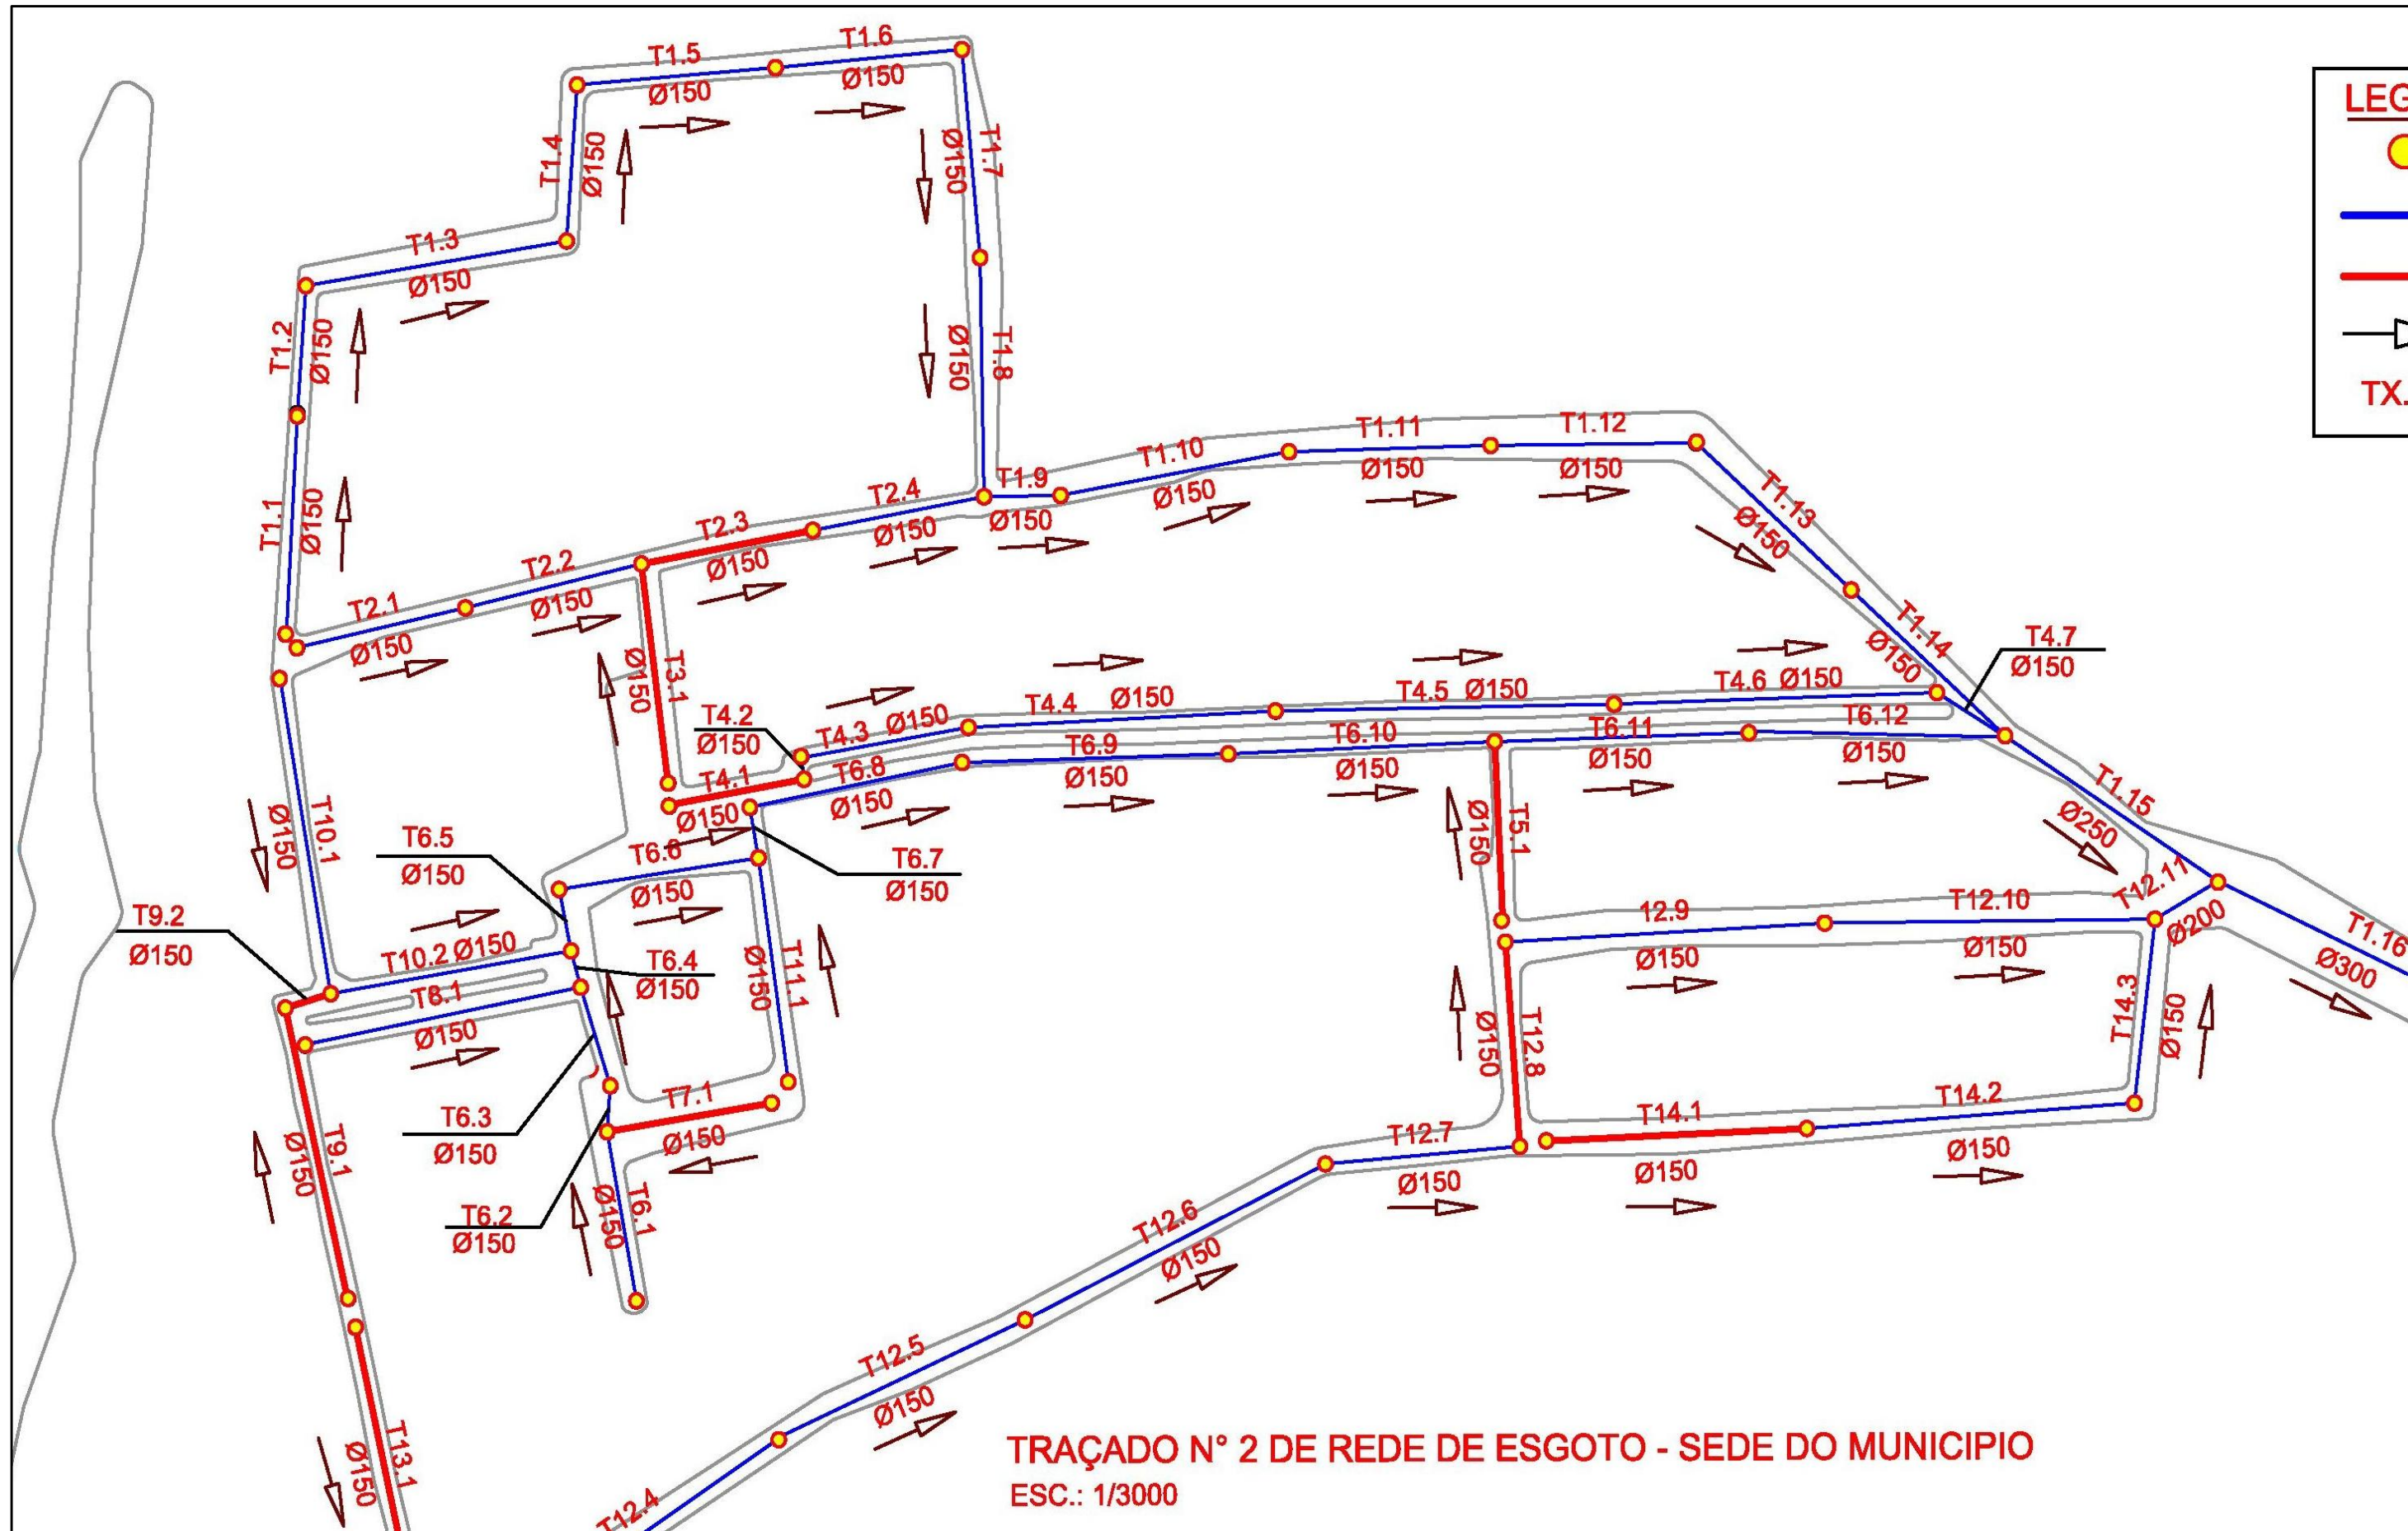 T1.5
Ø150
T1.6
Ø150
T1.4
Ø150
T1.7
Ø150
T1.3
Ø150
T1.2
Ø150
T1.8
Ø150
T1.1
Ø150
T2.1
Ø150
T2.2
Ø150
T2.3
Ø150
T2.4
Ø150
T1.9
Ø150
T1.10
Ø150
T1.11
Ø150
T1.12
Ø150
T1.13
Ø150
T1.14
Ø150
T4.7
Ø150
T3.1
Ø150
T4.2
Ø150
T4.1
Ø150
T4.3 Ø150
T4.4 Ø150
T4.5 Ø150
T4.6 Ø150
T6.8
Ø150
T6.9
Ø150
T6.10
Ø150
T6.11
Ø150
T6.12
Ø150
T1.15
Ø250
T10.1
Ø150
T6.5
Ø150
T6.6
Ø150
T6.7
Ø150
T5.1
Ø150
T9.2
Ø150
T10.2 Ø150
T8.1
Ø150
T6.4
Ø150
T11.1
Ø150
12.9
Ø150
T12.10
Ø150
T12.11
Ø200
T1.16
Ø300
T12.8
Ø150
T14.3
Ø150
T6.3
Ø150
T7.1
Ø150
T9.1
Ø150
T6.2
Ø150
T6.1
Ø150
T12.7
Ø150
T14.1
Ø150
T14.2
Ø150
T12.6
Ø150
T12.5
Ø150
T13.1
Ø150
T12.4
LEG
TX.
TRAÇADO N° 2 DE REDE DE ESGOTO - SEDE DO MUNICIPIO
ESC.: 1/3000